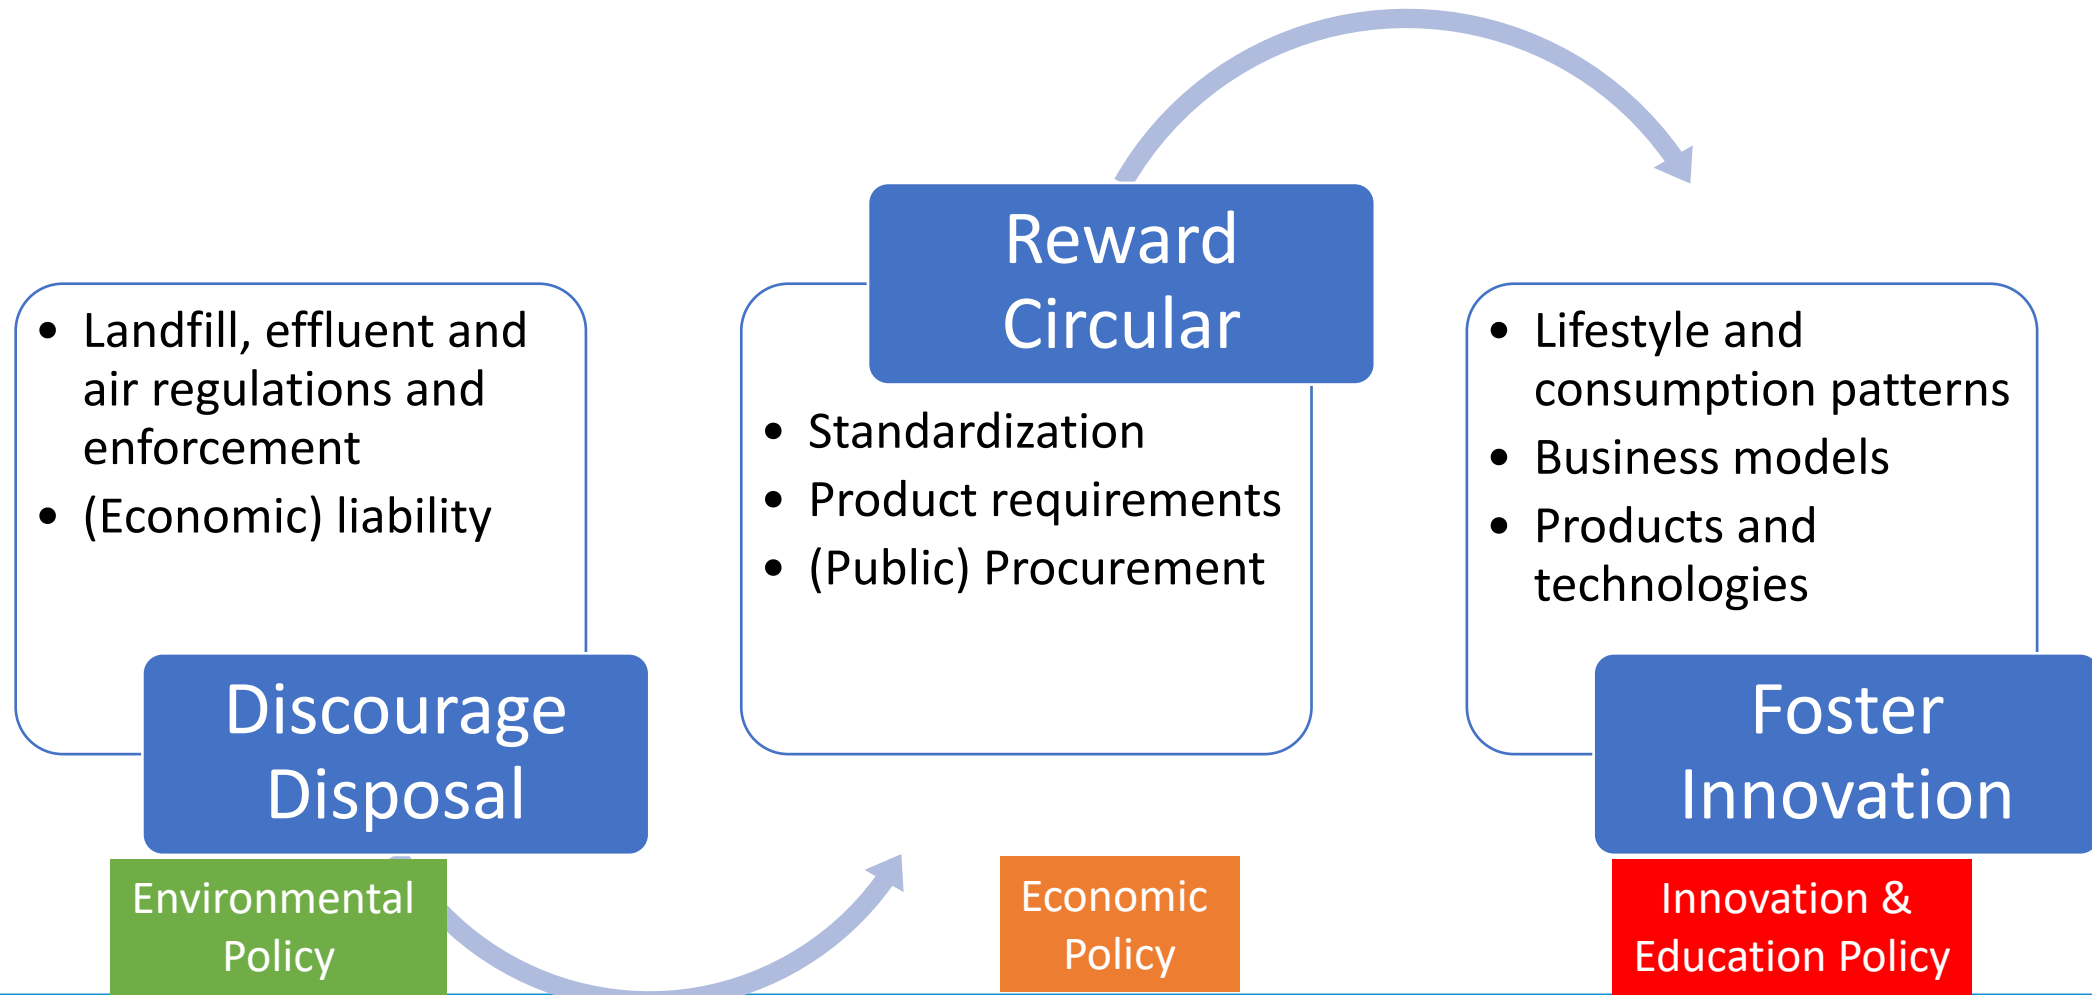 • Landfill, effluent and
air regulations and
enforcement
• (Economic) liability
Discourage
Disposal
Environmental
Policy
Reward
Circular
• Standardization
• Product requirements
• (Public) Procurement
Economic
Policy
• Lifestyle and
consumption patterns
• Business models
• Products and
technologies
Foster
Innovation
Innovation &
Education Policy